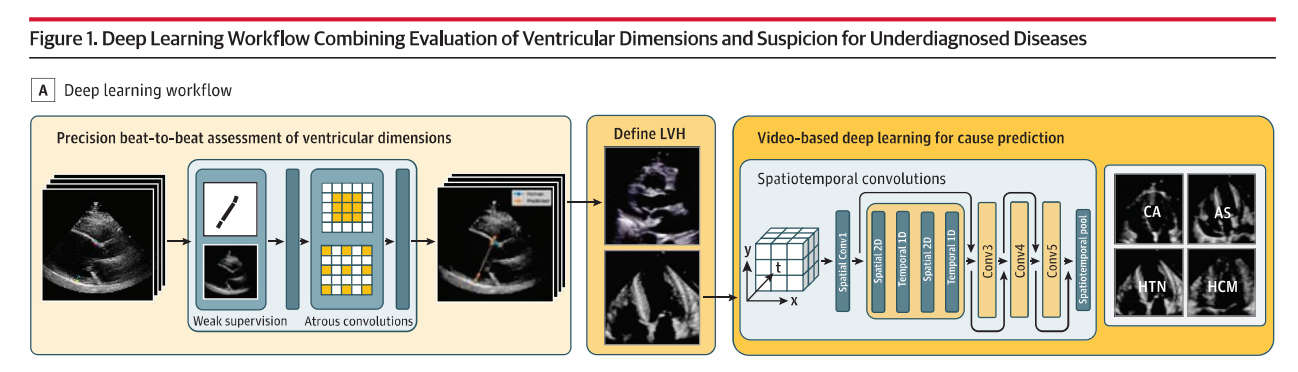 Figure 1. Deep Learning Workflow Combining Evaluation of Ventricular Dimensions and Suspicion for Underdiagnosed Diseases
A Deep learning workflow
Precision beat-to-beat assessment of ventricular dimensions
Weak supervision
Atrous convolutions
Human
Predicted
Define LVH
Video-based deep learning for cause prediction
Spatiotemporal convolutions
y
t
x
Spatial Conv1
Spatial 2D
Temporal 1D
Spatial 2D
Temporal 1D
Conv3
Conv4
Conv5
Spatiotemporal pool
CA
AS
HTN
HCM